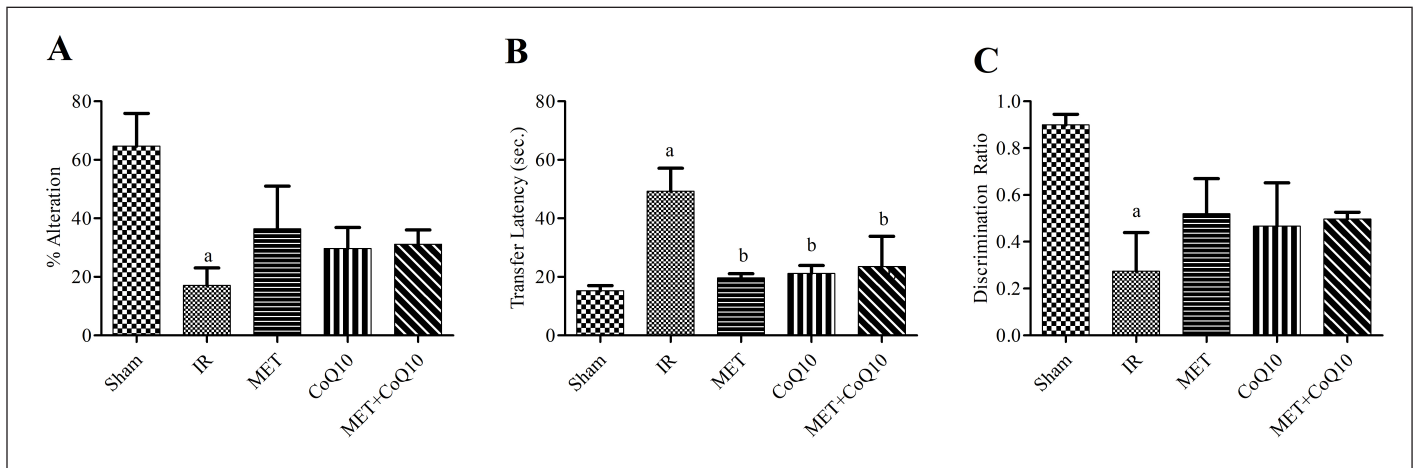 A
% Alteration
80
60
40
20
0
a
Sham
IR
MET
CoQ10
MET+CoQ10
B
Transfer Latency (sec.)
80
60
40
20
0
a
b
b
b
Sham
IR
MET
CoQ10
MET+CoQ10
C
Discrimination Ratio
1.0
0.8
0.6
0.4
0.2
0.0
a
Sham
IR
MET
CoQ10
MET+CoQ10